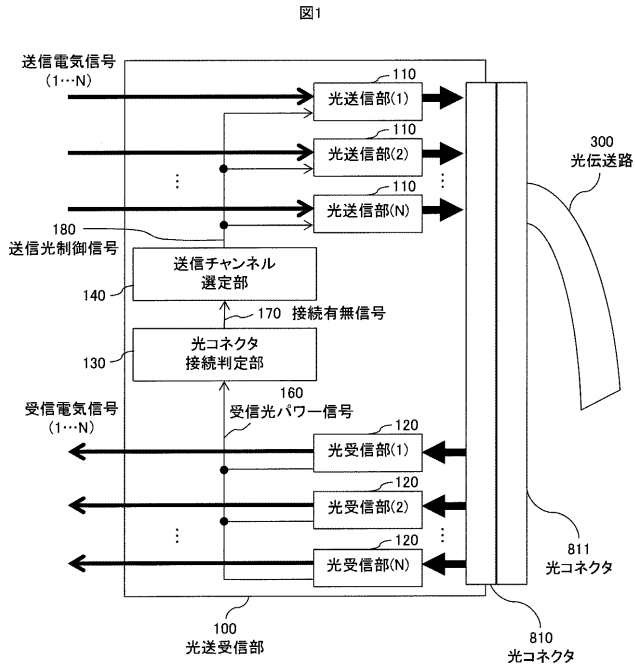 図1
送信電気信号
(1…N)
110
光送信部(1)
110
光送信部(2)
…
…
110
光送信部(N)
300
光伝送路
180
送信光制御信号
送信チャンネル
選定部
140
170 接続有無信号
光コネクタ
接続判定部
130
160
受信光パワー信号
受信電気信号
(1…N)
120
光受信部(1)
120
光受信部(2)
…
…
120
光受信部(N)
811
光コネクタ
100
光送受信部
810
光コネクタ